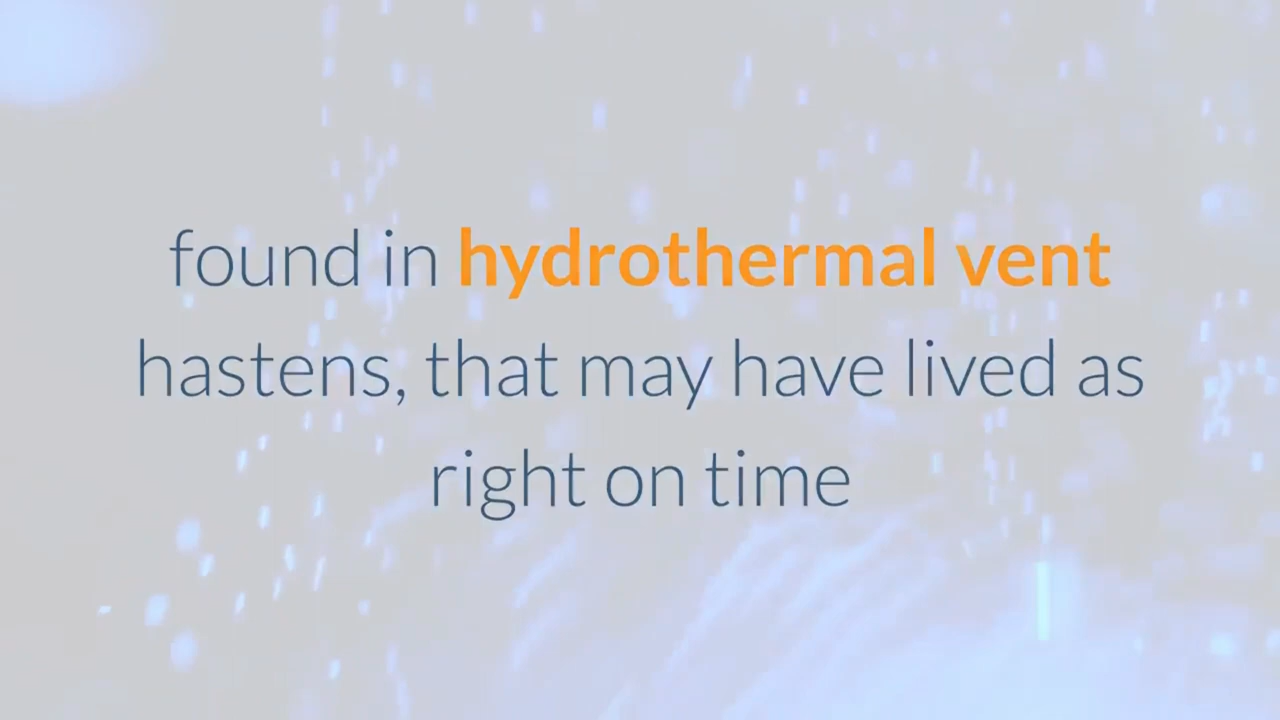 found in hydrothermal vent
hastens, that may have lived as
right on time